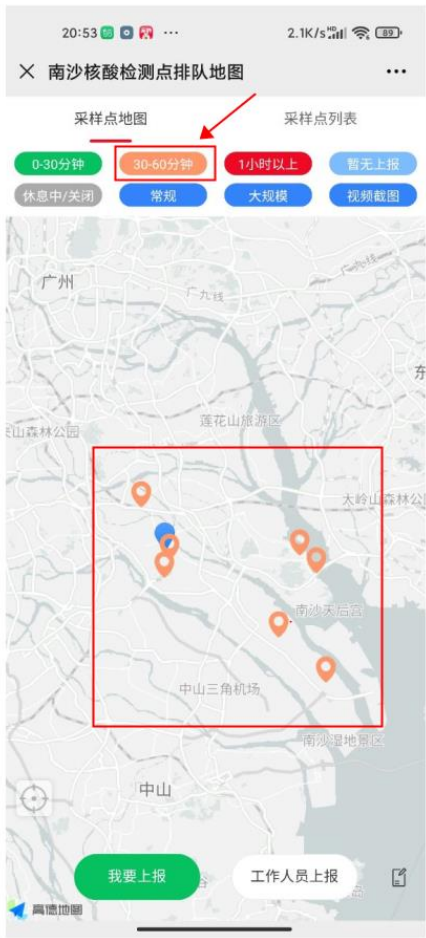 20:53 ··· 2.1K/s HD 89
南沙核酸检测点排队地图
采样点地图 采样点列表
0-30分钟 30-60分钟 1小时以上 暂无上报
休息中/关闭 常规 大规模 视频截图
广州
广九线
莲花山旅游区
森林公园
大岭山森林公
南沙天后宫
中山三角机场
南沙湿地景区
中山
我要上报 工作人员上报
高德地图